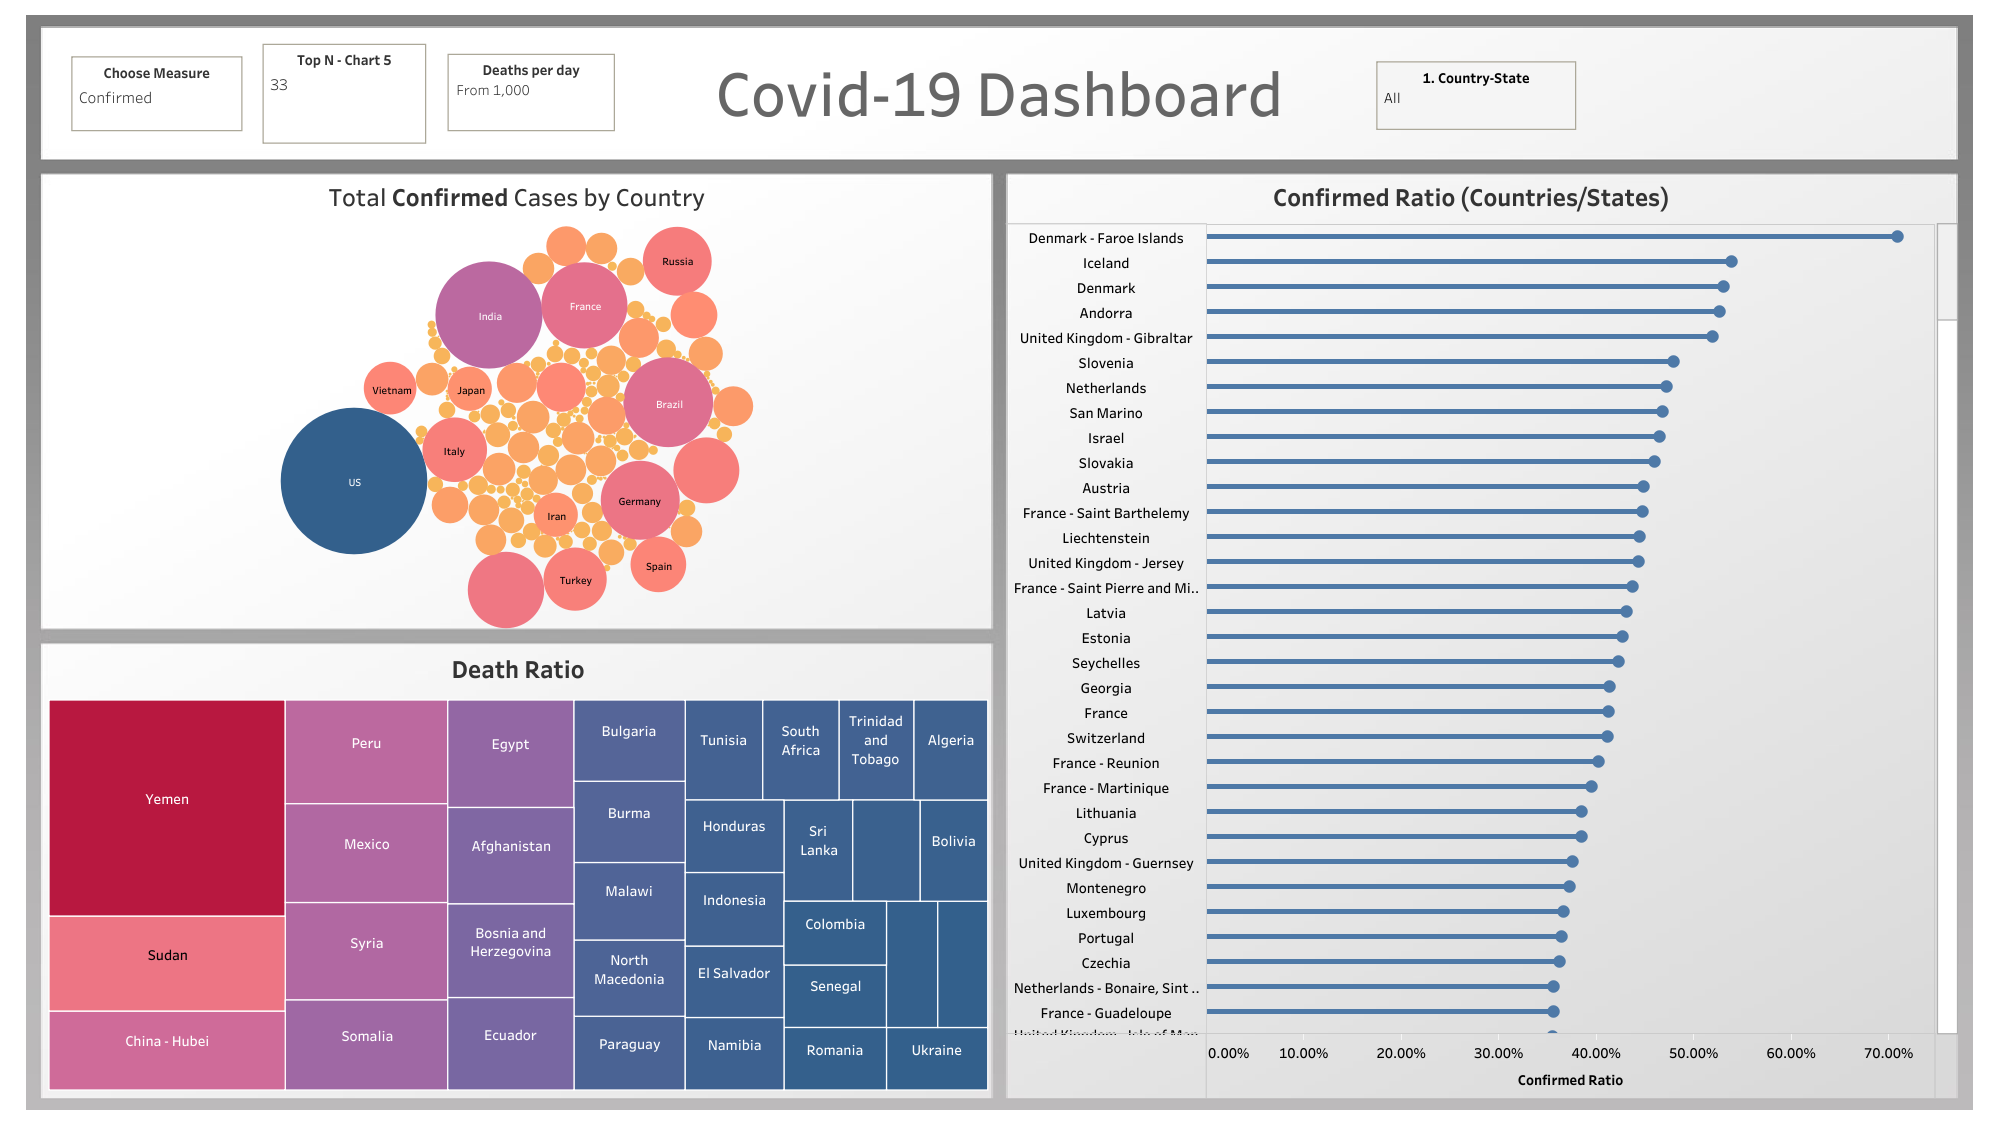 Choose Measure
Confirmed
Top N - Chart 5
33
Deaths per day
From 1,000
Covid-19 Dashboard
1. Country-State
All
Total Confirmed Cases by Country
Russia
India
France
Vietnam
Japan
Brazil
Italy
US
Germany
Iran
Spain
Turkey
Death Ratio
Yemen
Sudan
China - Hubei
Peru
Mexico
Syria
Somalia
Egypt
Afghanistan
Bosnia and
Herzegovina
Ecuador
Bulgaria
Burma
Malawi
North
Macedonia
Paraguay
Tunisia
South
Africa
Trinidad
and
Tobago
Algeria
Honduras
Indonesia
El Salvador
Namibia
Sri
Lanka
Bolivia
Colombia
Senegal
Romania
Ukraine
Confirmed Ratio (Countries/States)
Denmark - Faroe Islands
Iceland
Denmark
Andorra
United Kingdom - Gibraltar
Slovenia
Netherlands
San Marino
Israel
Slovakia
Austria
France - Saint Barthelemy
Liechtenstein
United Kingdom - Jersey
France - Saint Pierre and Mi..
Latvia
Estonia
Seychelles
Georgia
France
Switzerland
France - Reunion
France - Martinique
Lithuania
Cyprus
United Kingdom - Guernsey
Montenegro
Luxembourg
Portugal
Czechia
Netherlands - Bonaire, Sint ..
France - Guadeloupe
United Kingdom - Isle of Man
0.00% 10.00% 20.00% 30.00% 40.00% 50.00% 60.00% 70.00%
Confirmed Ratio